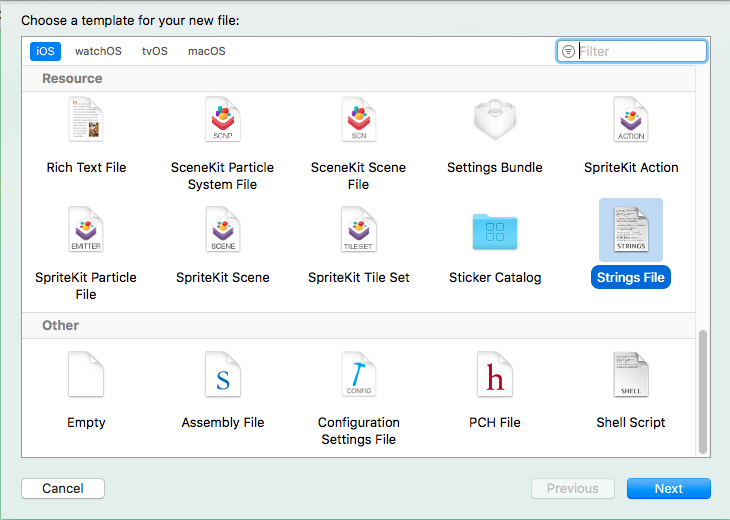 Choose a template for your new file:
iOS watchOS tvOS macOS Filter
Resource
SCNP SCN ACTION
Rich Text File SceneKit Particle System File SceneKit Scene File Settings Bundle SpriteKit Action
EMITTER SCENE TILESET STRINGS
SpriteKit Particle File SpriteKit Scene SpriteKit Tile Set Sticker Catalog Strings File
Other
S CONFIG h SHELL
Empty Assembly File Configuration Settings File PCH File Shell Script
Cancel Previous Next